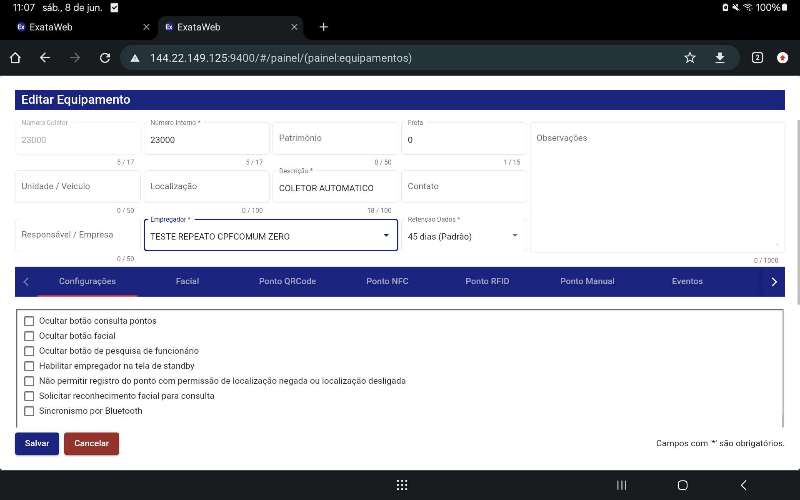 11:07 sáb., 8 de jun. 100%
ExataWeb
ExataWeb
144.22.149.125:9400/#/painel/(painel:equipamentos)
2
Editar Equipamento
Número Coletor
23000
5 / 17
Número Interno *
23000
5 / 17
Patrimônio
0 / 50
Frota
0
1 / 15
Observações
0 / 1000
Unidade / Veículo
0 / 50
Localização
0 / 100
Descrição *
COLETOR AUTOMATICO
18 / 100
Contato
Responsável / Empresa
0 / 50
Empregador *
TESTE REPEATO CPFCOMUM ZERO
Retenção Dados *
45 dias (Padrão)
Configurações Facial Ponto QRCode Ponto NFC Ponto RFID Ponto Manual Eventos
Ocultar botão consulta pontos
Ocultar botão facial
Ocultar botão de pesquisa de funcionário
Habilitar empregador na tela de standby
Não permitir registro do ponto com permissão de localização negada ou localização desligada
Solicitar reconhecimento facial para consulta
Sincronismo por Bluetooth
Salvar Cancelar
Campos com '*' são obrigatórios.